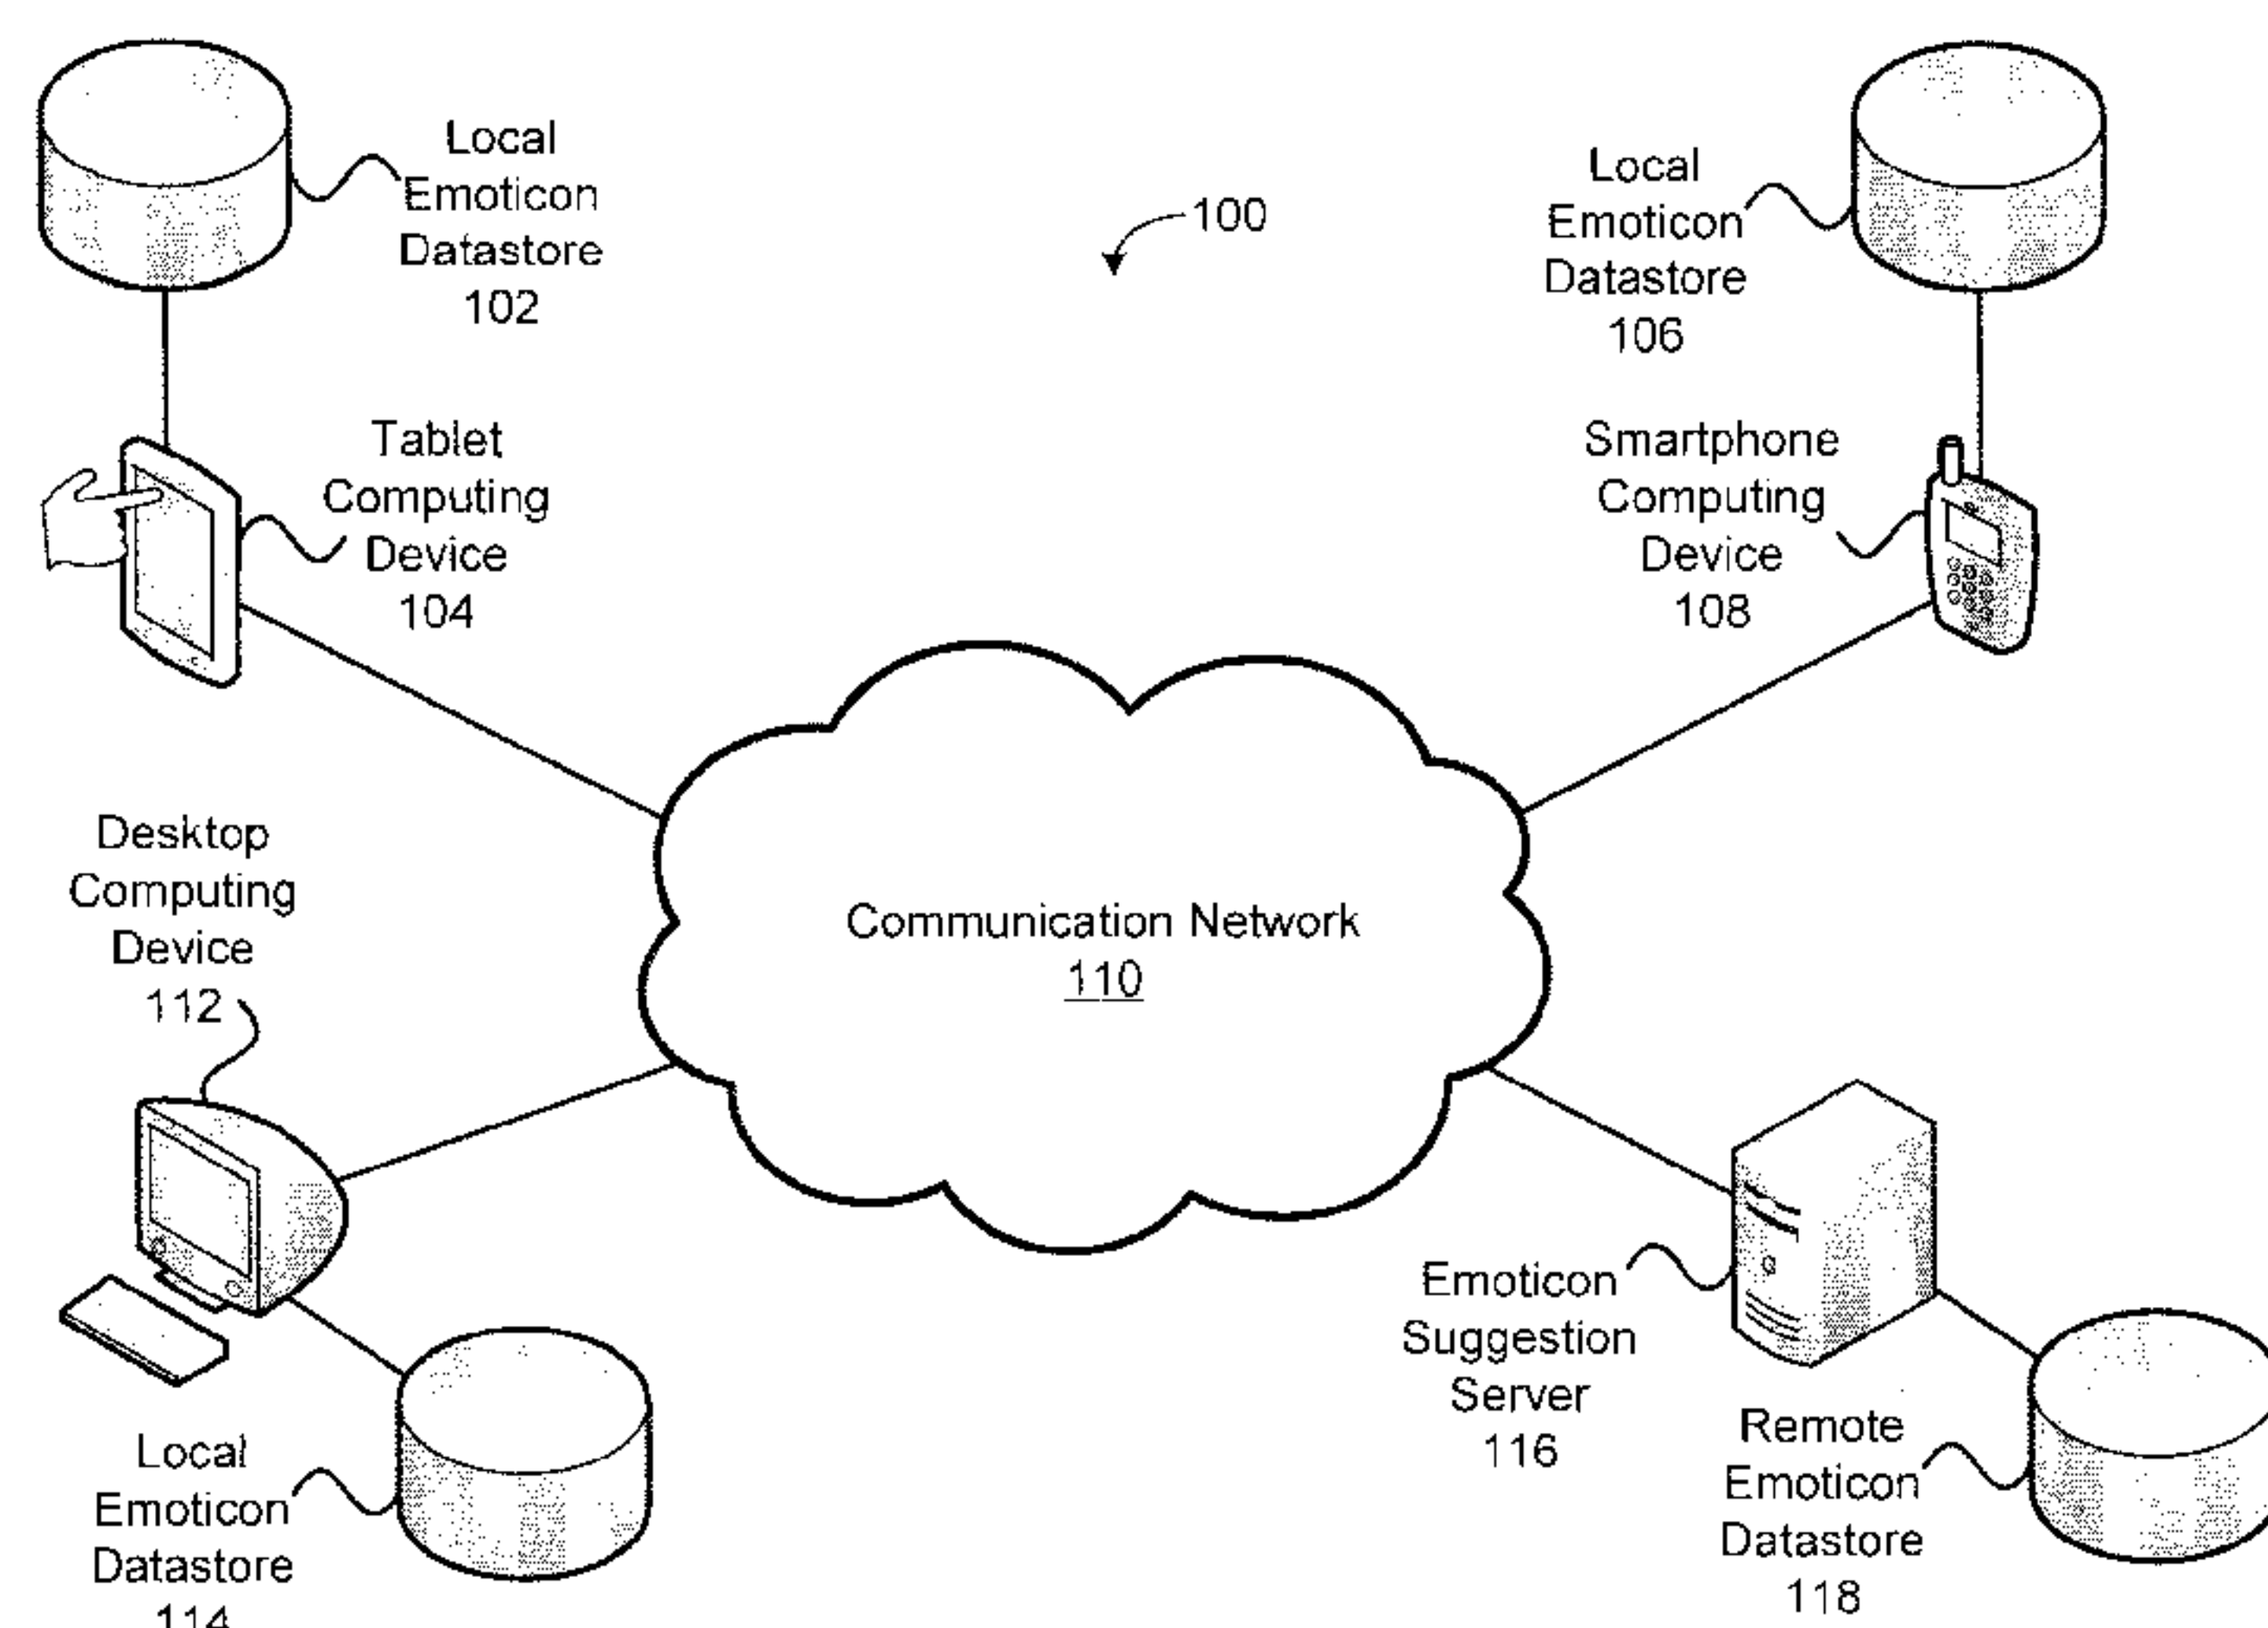 Local
Emoticon
Datastore
102
100
Local
Emoticon
Datastore
106
Tablet
Computing
Device
104
Smartphone
Computing
Device
108
Desktop
Computing
Device
112
Communication Network
110
Emoticon
Suggestion
Server
116
Local
Emoticon
Datastore
114
Remote
Emoticon
Datastore
118